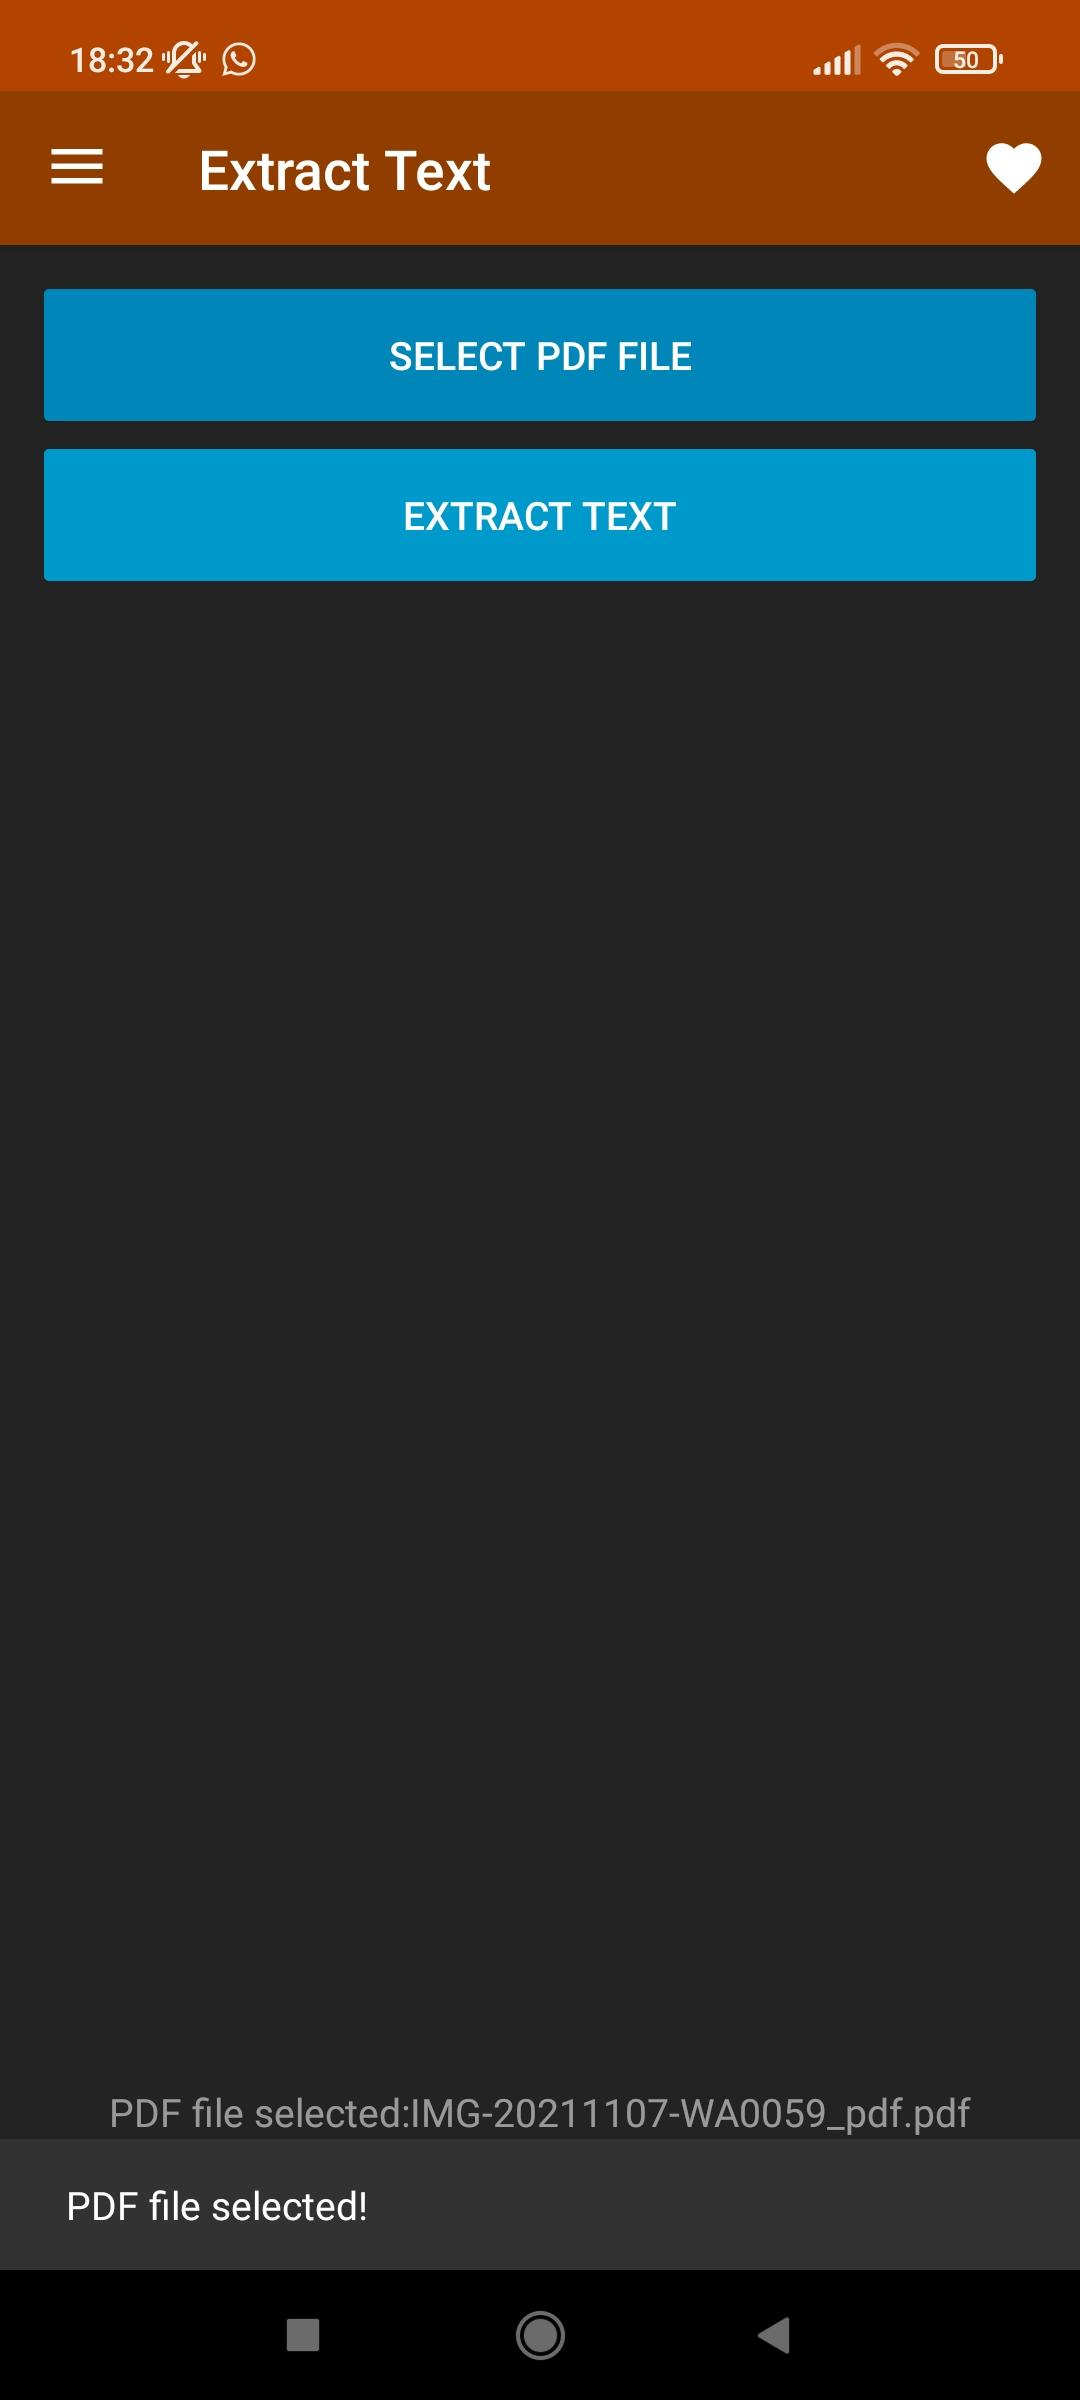 18:32
50
Extract Text
SELECT PDF FILE
EXTRACT TEXT
PDF file selected:IMG-20211107-WA0059_pdf.pdf
PDF file selected!